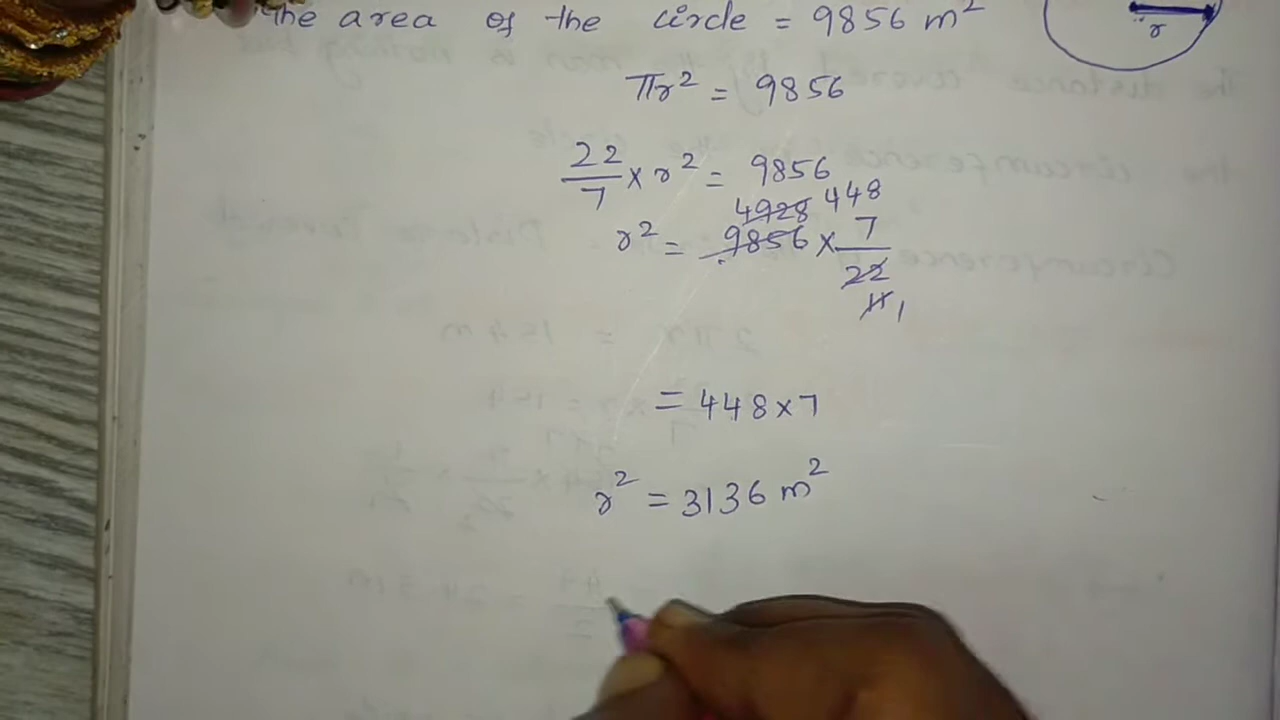 the area of the circle = 9856 m²
r
πr² = 9856
22/7 × r² = 9856
4928 448
r² = 9856 × 7/22
11 1
= 448 × 7
r² = 3136 m²